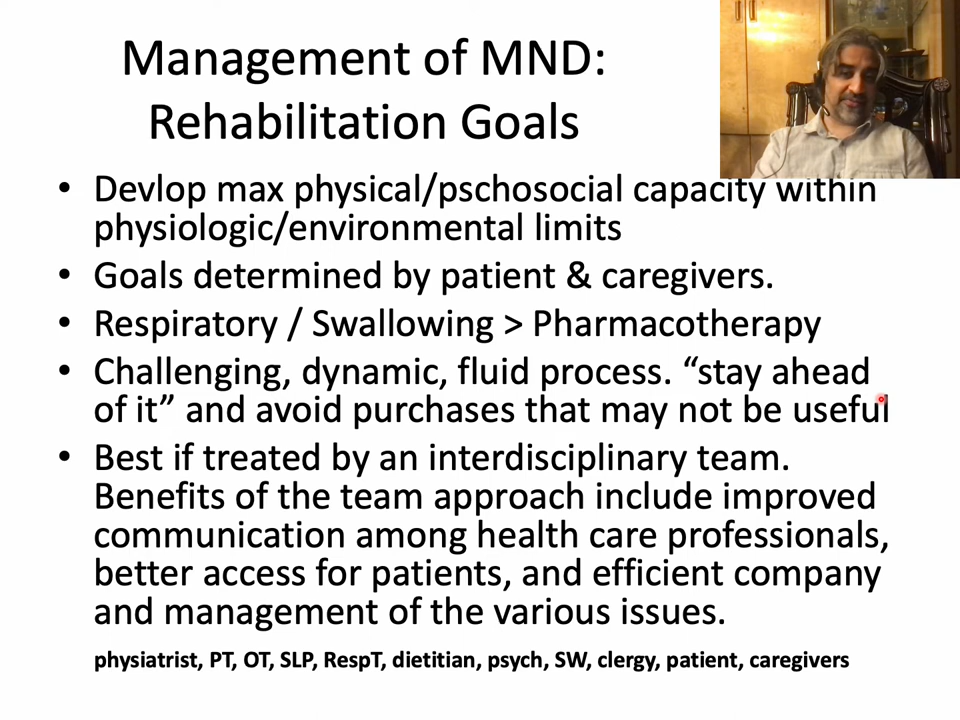 Management of MND:
Rehabilitation Goals
• Devlop max physical/pschosocial capacity within
physiologic/environmental limits
• Goals determined by patient & caregivers.
• Respiratory / Swallowing > Pharmacotherapy
• Challenging, dynamic, fluid process. “stay ahead
of it” and avoid purchases that may not be useful
• Best if treated by an interdisciplinary team.
Benefits of the team approach include improved
communication among health care professionals,
better access for patients, and efficient company
and management of the various issues.
physiatrist, PT, OT, SLP, RespT, dietitian, psych, SW, clergy, patient, caregivers